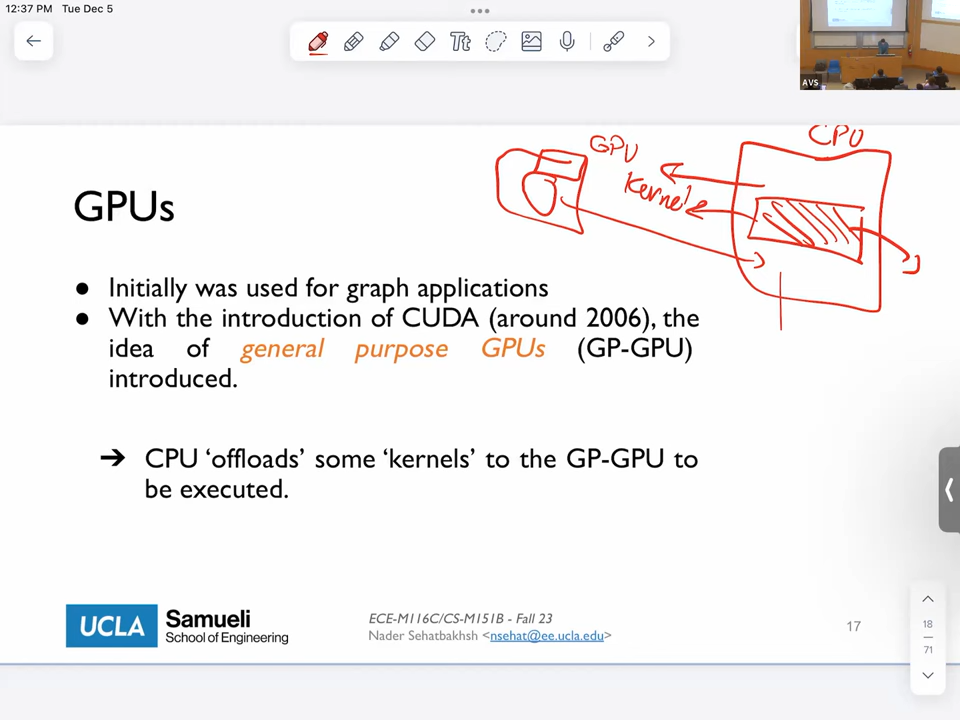 12:37 PM Tue Dec 5
Tt
AVS
CPU
GPU
Kernel
GPUs
● Initially was used for graph applications
● With the introduction of CUDA (around 2006), the
idea of general purpose GPUs (GP-GPU)
introduced.
➔ CPU ‘offloads’ some ‘kernels’ to the GP-GPU to
be executed.
UCLA Samueli
School of Engineering
ECE-M116C/CS-M151B - Fall 23
Nader Sehatbakhsh <nsehat@ee.ucla.edu>
17
18
71